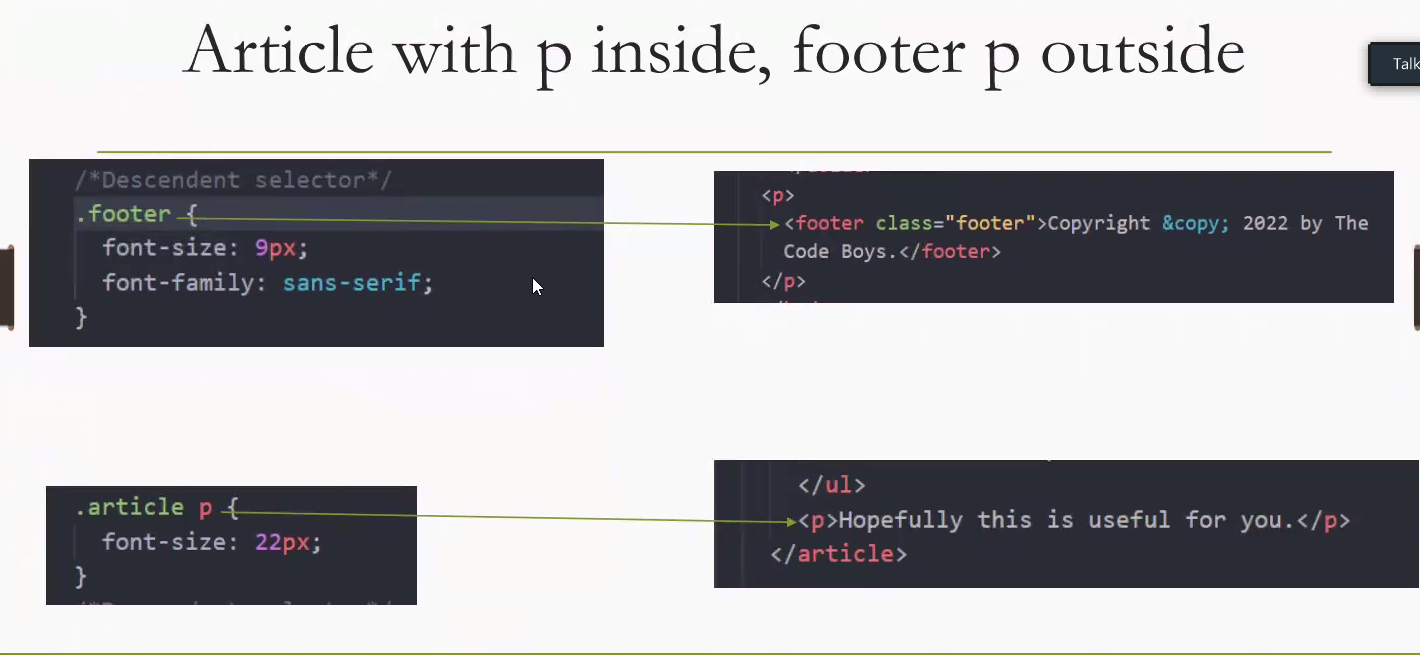 Article with p inside, footer p outside
Talk
/*Descendent selector*/
.footer {
font-size: 9px;
font-family: sans-serif;
}
<p>
<footer class="footer">Copyright &copy; 2022 by The
Code Boys.</footer>
</p>
.article p {
font-size: 22px;
}
</ul>
<p>Hopefully this is useful for you.</p>
</article>